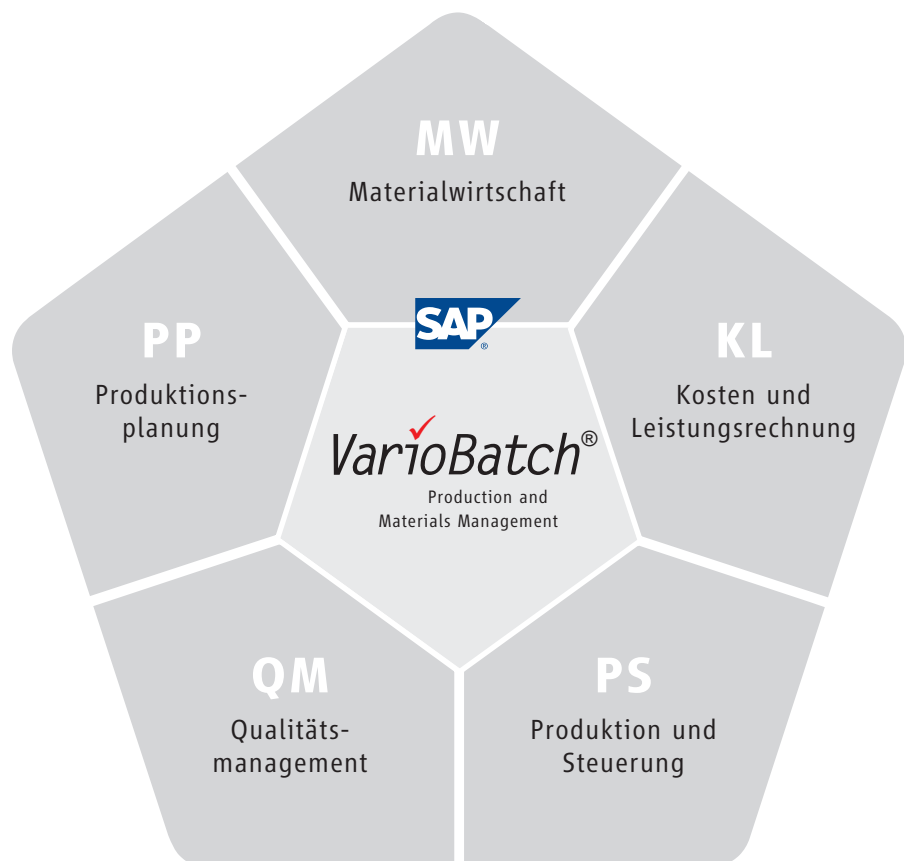 MW
Materialwirtschaft
SAP®
PP
Produktions-
planung
KL
Kosten und
Leistungsrechnung
VarioBatch®
Production and
Materials Management
QM
Qualitäts-
management
PS
Produktion und
Steuerung